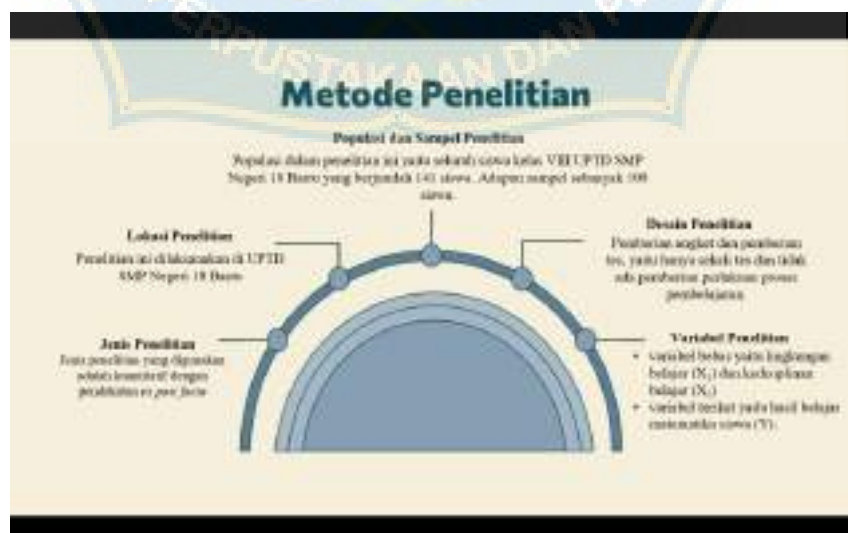 PERPUSTAKAAN DAN
Metode Penelitian
Populasi dan Sampel Penelitian
Populasi dalam penelitian ini yaitu seluruh siswa kelas VIII UPTD SMP
Negeri 18 Barru yang berjumlah 141 siswa. Adapun sampel sebanyak 100
siswa.
Lokasi Penelitian
Penelitian ini dilaksanakan di UPTD
SMP Negeri 18 Barru
Desain Penelitian
Pemberian angket dan pemberian
tes, yaitu hanya sekali tes dan tidak
ada pemberian perlakuan proses
pembelajaran
Jenis Penelitian
Jenis penelitian yang digunakan
adalah kuantitatif dengan
pendekatan ex post facto
Variabel Penelitian
• variabel bebas yaitu lingkungan
belajar (X₁) dan kedisiplinan
belajar (X₂)
• variabel terikat yaitu hasil belajar
matematika siswa (Y).